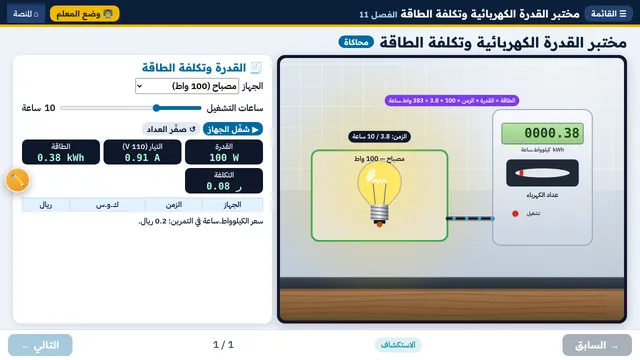 ☰ القائمة
مختبر القدرة الكهربائية وتكلفة الطاقة الفصل 11
وضع المعلم
المنصة
مختبر القدرة الكهربائية وتكلفة الطاقة
محاكاة
الطاقة = القدرة × الزمن = 100 × 3.8 = 383 واط.ساعة
الزمن: 3.8 / 10 ساعة
مصباح — 100 واط
0000.38
كيلوواط.ساعة kWh
عداد الكهرباء
تشغيل
القدرة وتكلفة الطاقة
الجهاز
مصباح (100 واط)
ساعات التشغيل
10 ساعة
▶ شغّل الجهاز
↺ صفّر العداد
القدرة
100 W
التيار (110 V)
0.91 A
الطاقة
0.38 kWh
التكلفة
0.08 ر
الجهاز الزمن ك.و.س ريال
سعر الكيلوواط.ساعة في التمرين: 0.2 ريال.
→ السابق
الاستكشاف
1 / 1
التالي ←